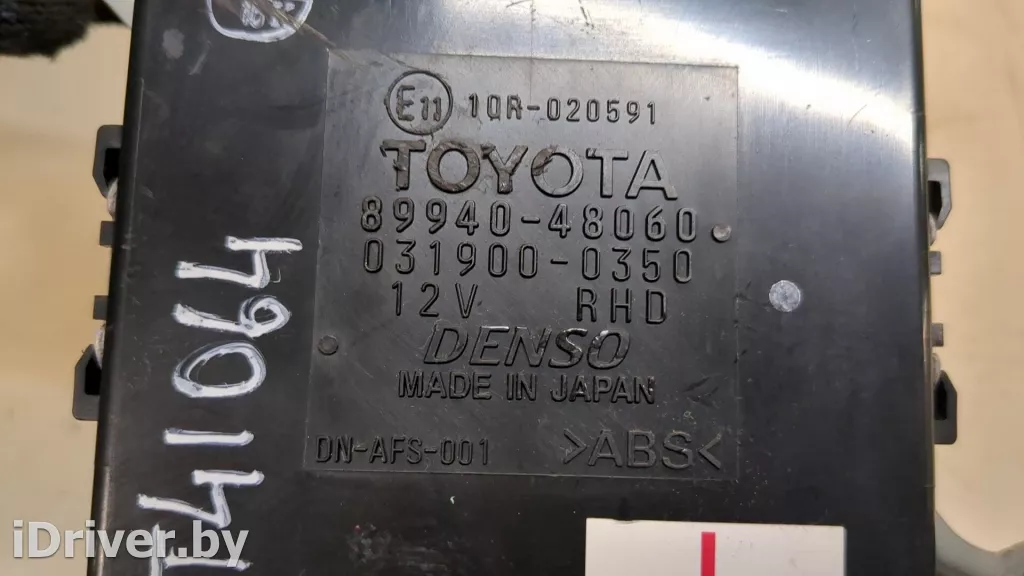 E11 10R-020591
TOYOTA
89940-48060
031900-0350
12V RHD
DENSO
MADE IN JAPAN
DN-AFS-001 >ABS<
41064
iDriver.by